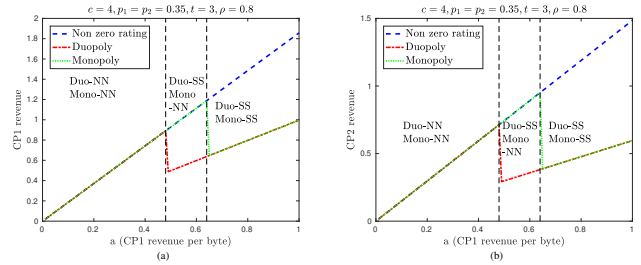 c = 4, p₁ = p₂ = 0.35, t = 3, ρ = 0.8
2
1.8
1.6
1.4
1.2
1
0.8
0.6
0.4
0.2
0
CP1 revenue
Non zero rating
Duopoly
Monopoly
Duo-NN
Mono-NN
Duo-SS
Mono
-NN
Duo-SS
Mono-SS
0 0.2 0.4 0.6 0.8 1
a (CP1 revenue per byte)
(a)
c = 4, p₁ = p₂ = 0.35, t = 3, ρ = 0.8
1.5
1
0.5
0
CP2 revenue
Non zero rating
Duopoly
Monopoly
Duo-NN
Mono-NN
Duo-SS
Mono
-NN
Duo-SS
Mono-SS
0 0.2 0.4 0.6 0.8 1
a (CP1 revenue per byte)
(b)